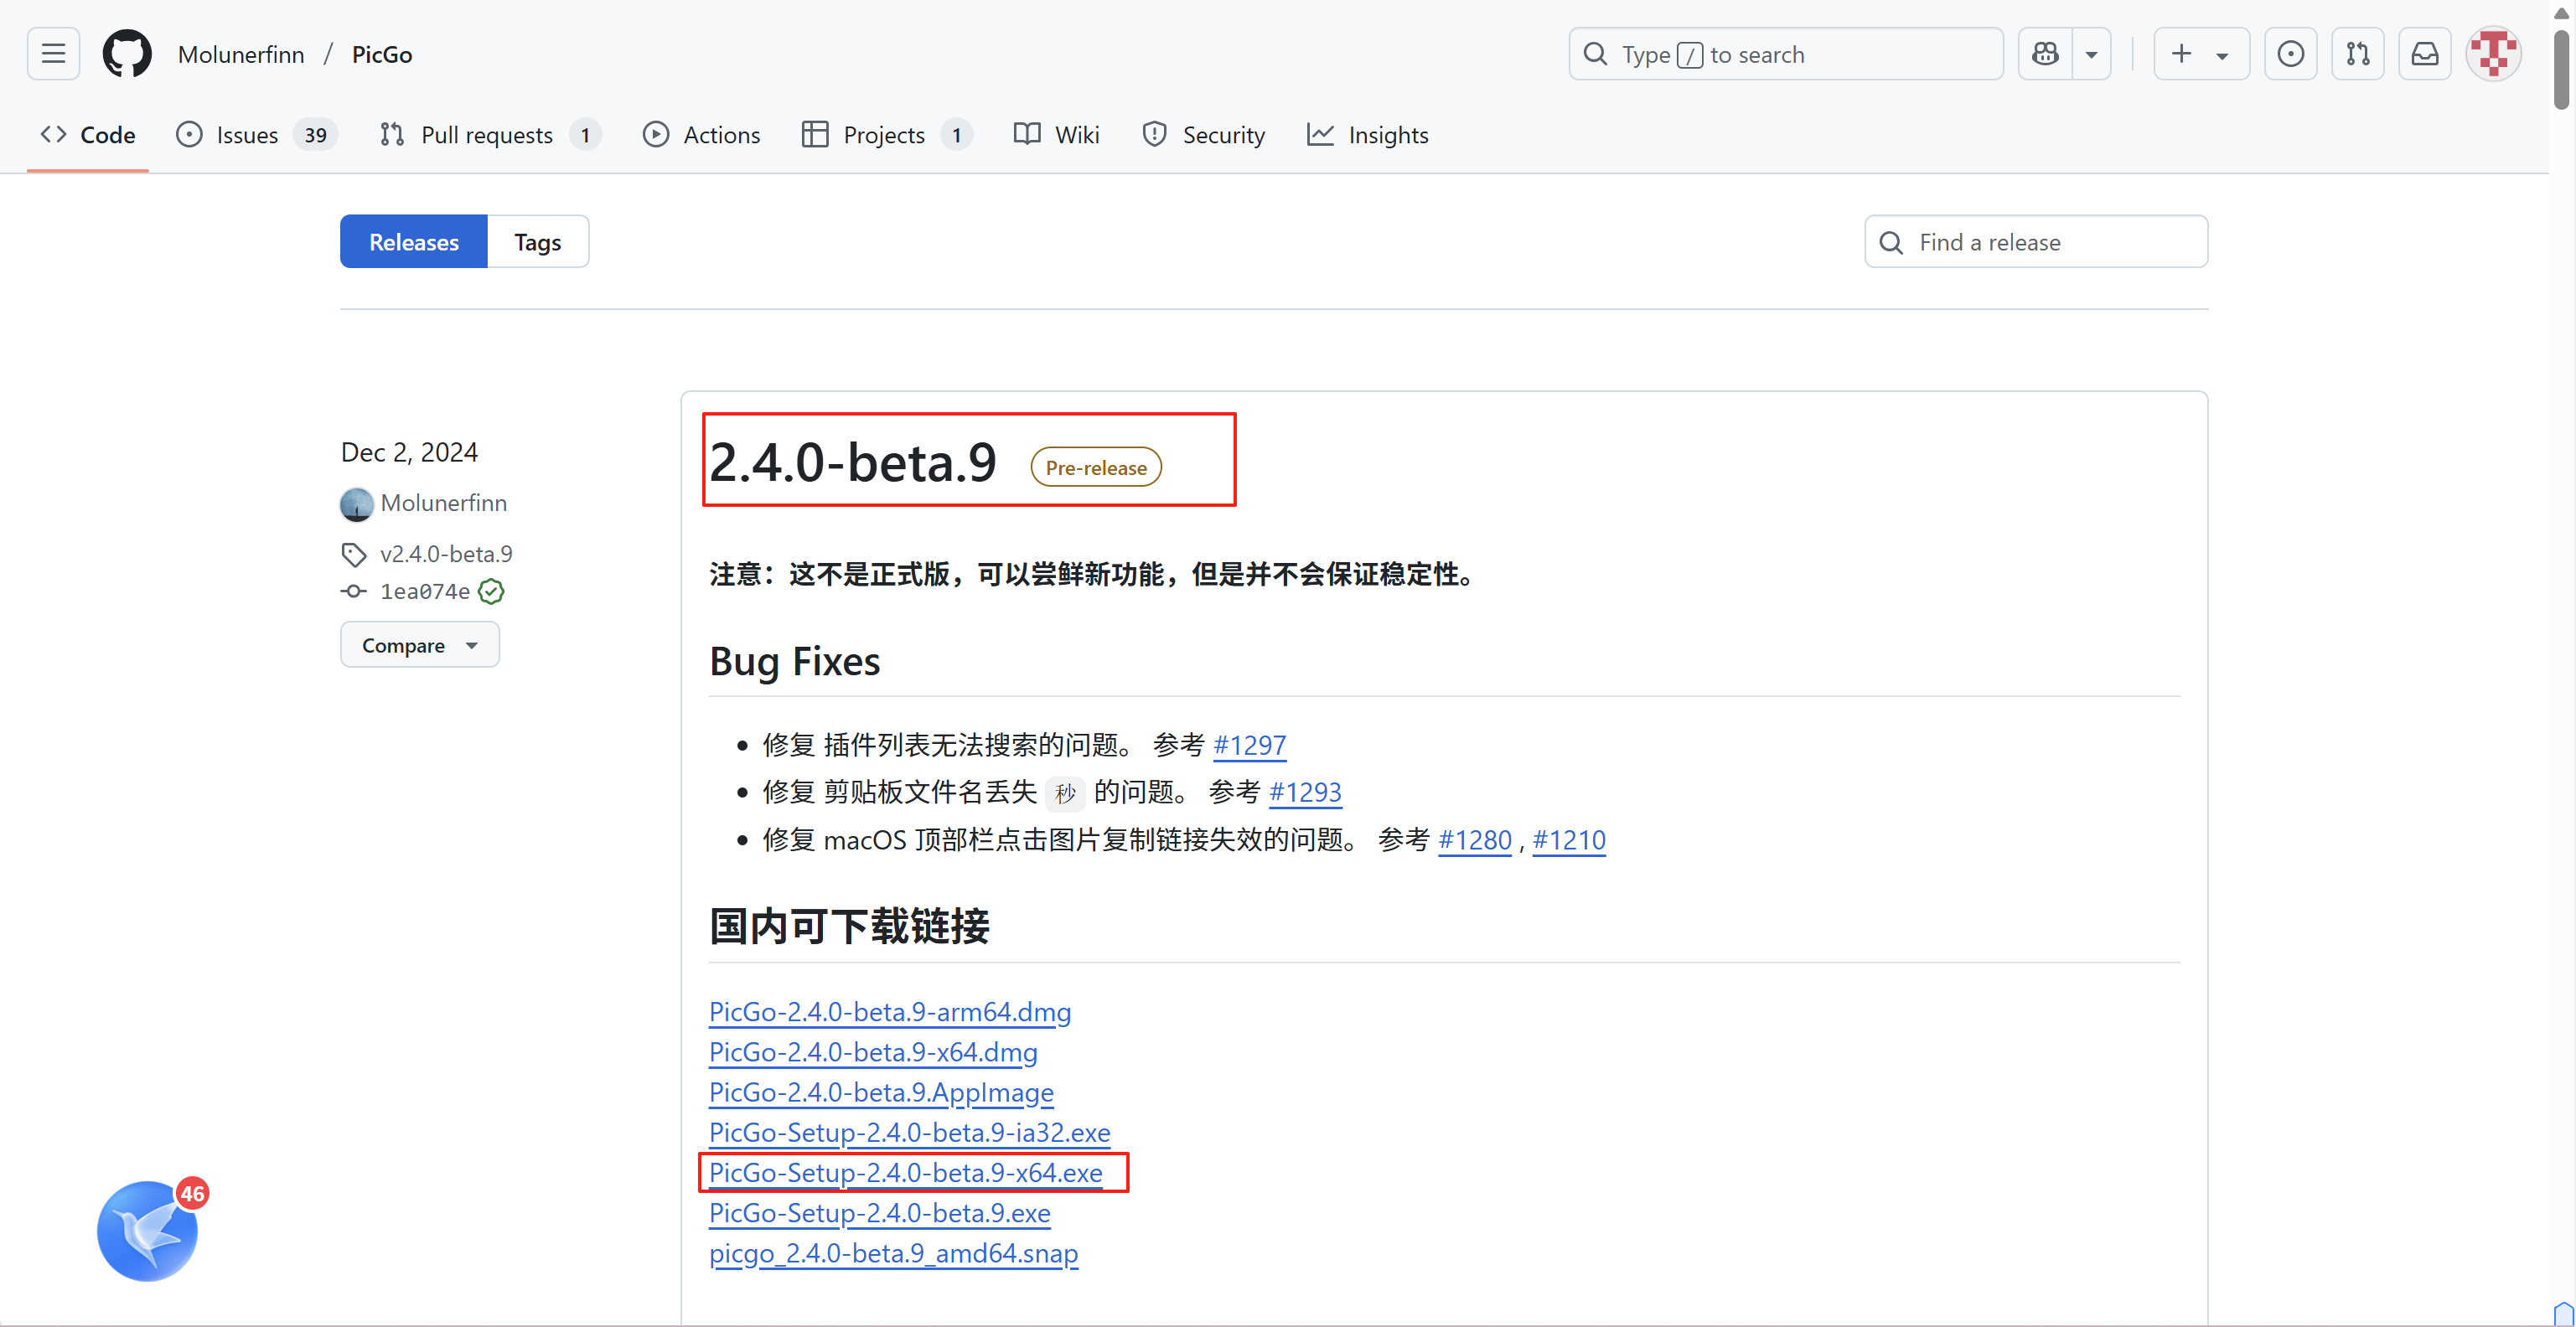 Molunerfinn / PicGo
Type / to search
Code
Issues 39
Pull requests 1
Actions
Projects 1
Wiki
Security
Insights
Releases
Tags
Find a release
Dec 2, 2024
Molunerfinn
v2.4.0-beta.9
1ea074e
Compare
2.4.0-beta.9 Pre-release
注意：这不是正式版，可以尝鲜新功能，但是并不会保证稳定性。
Bug Fixes
修复 插件列表无法搜索的问题。 参考 #1297
修复 剪贴板文件名丢失 秒 的问题。 参考 #1293
修复 macOS 顶部栏点击图片复制链接失效的问题。 参考 #1280 , #1210
国内可下载链接
PicGo-2.4.0-beta.9-arm64.dmg
PicGo-2.4.0-beta.9-x64.dmg
PicGo-2.4.0-beta.9.AppImage
PicGo-Setup-2.4.0-beta.9-ia32.exe
PicGo-Setup-2.4.0-beta.9-x64.exe
PicGo-Setup-2.4.0-beta.9.exe
picgo_2.4.0-beta.9_amd64.snap
46